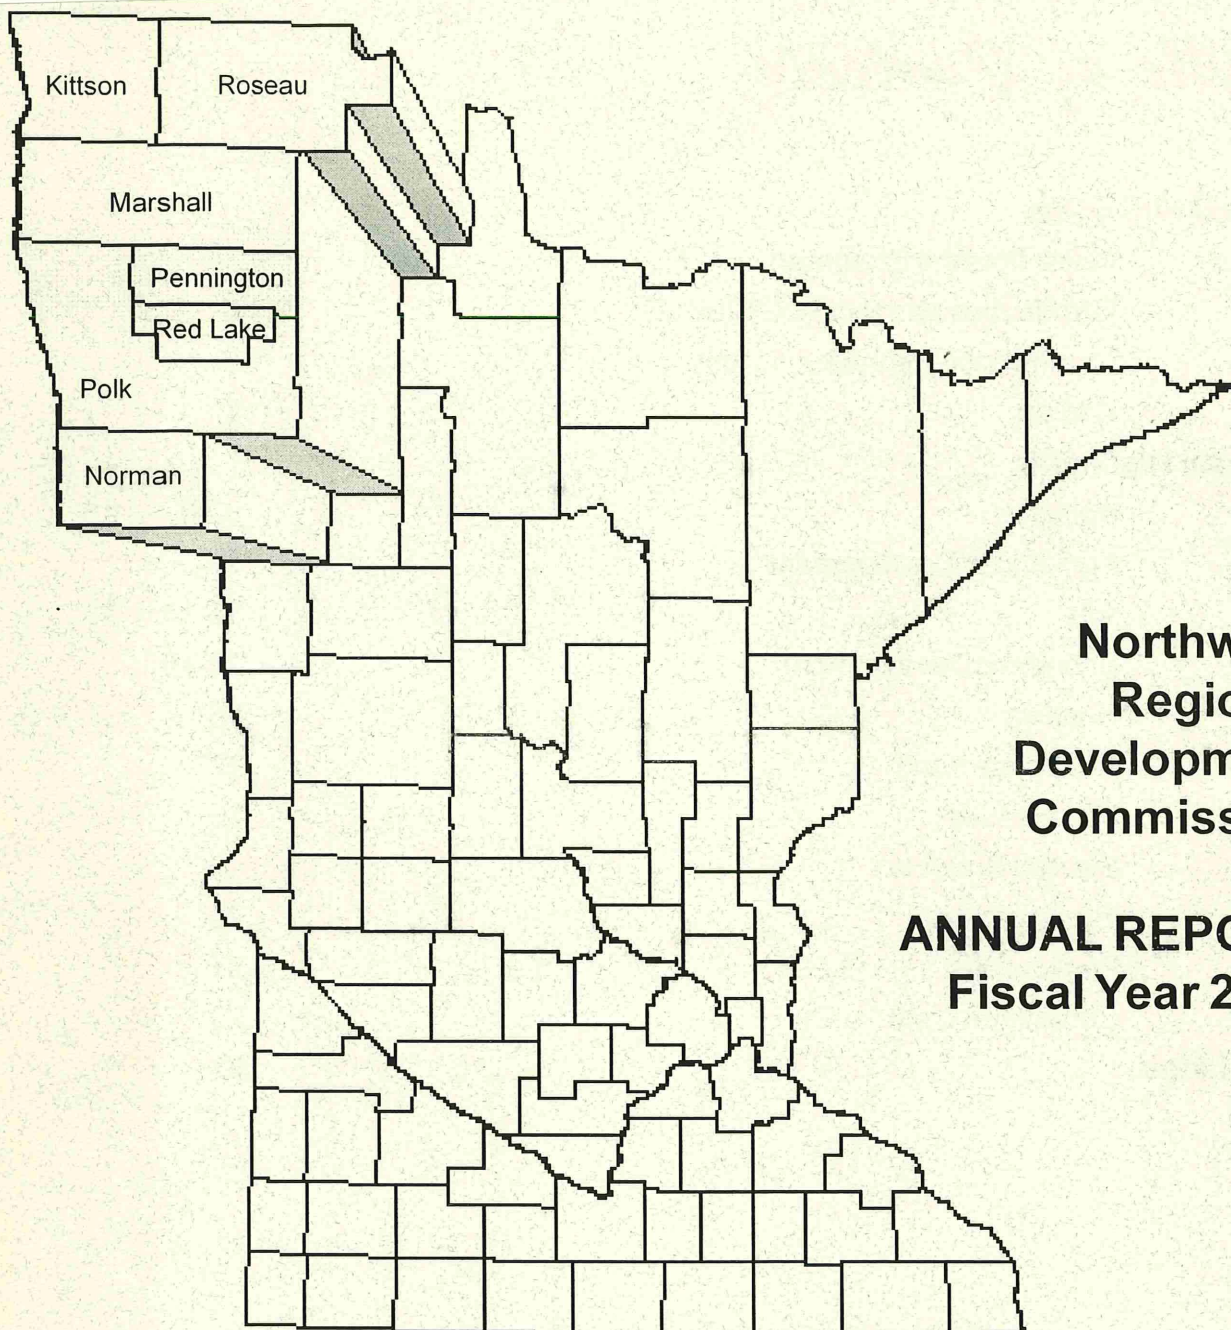 Kittson
Roseau
Marshall
Pennington
Red Lake
Polk
Norman
Northw
Regio
Developm
Commiss
ANNUAL REPO
Fiscal Year 2